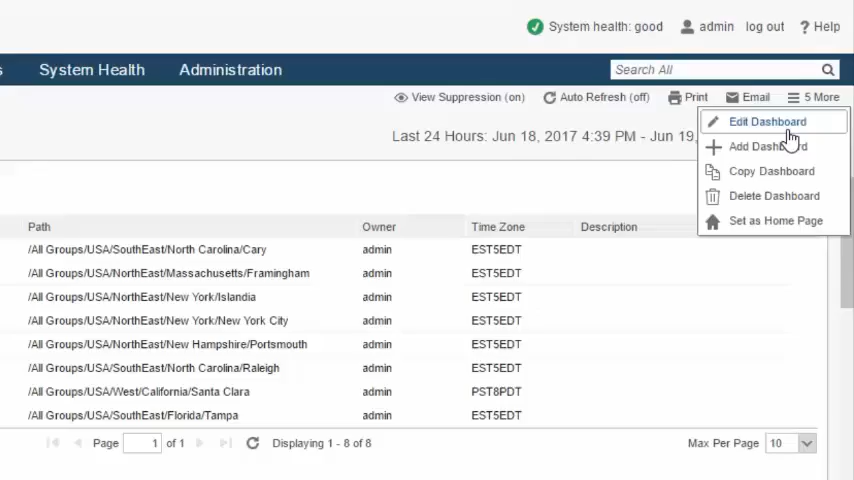 System health: good admin log out ? Help
s System Health Administration Search All
View Suppression (on) Auto Refresh (off) Print Email 5 More
Edit Dashboard
Last 24 Hours: Jun 18, 2017 4:39 PM - Jun 19,
Add Dashboard
Copy Dashboard
Delete Dashboard
Set as Home Page
Path Owner Time Zone Description
/All Groups/USA/SouthEast/North Carolina/Cary admin EST5EDT
/All Groups/USA/NorthEast/Massachusetts/Framingham admin EST5EDT
/All Groups/USA/NorthEast/New York/Islandia admin EST5EDT
/All Groups/USA/NorthEast/New York/New York City admin EST5EDT
/All Groups/USA/NorthEast/New Hampshire/Portsmouth admin EST5EDT
/All Groups/USA/SouthEast/North Carolina/Raleigh admin EST5EDT
/All Groups/USA/West/California/Santa Clara admin PST8PDT
/All Groups/USA/SouthEast/Florida/Tampa admin EST5EDT
Page 1 of 1 Displaying 1 - 8 of 8 Max Per Page 10